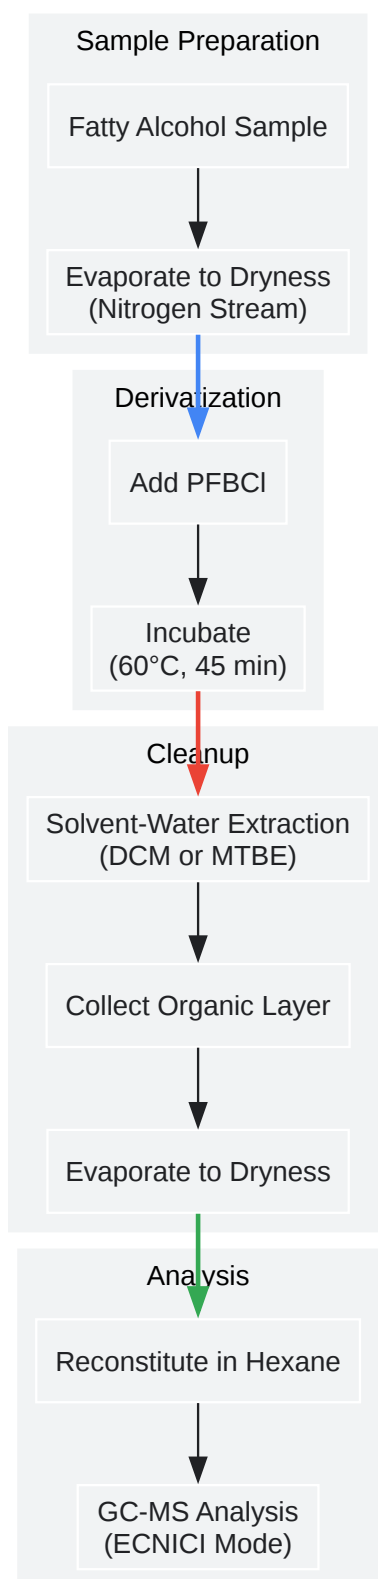 Sample Preparation
Fatty Alcohol Sample
Evaporate to Dryness
(Nitrogen Stream)
Derivatization
Add PFBCl
Incubate
(60°C, 45 min)
Cleanup
Solvent-Water Extraction
(DCM or MTBE)
Collect Organic Layer
Evaporate to Dryness
Analysis
Reconstitute in Hexane
GC-MS Analysis
(ECNICI Mode)